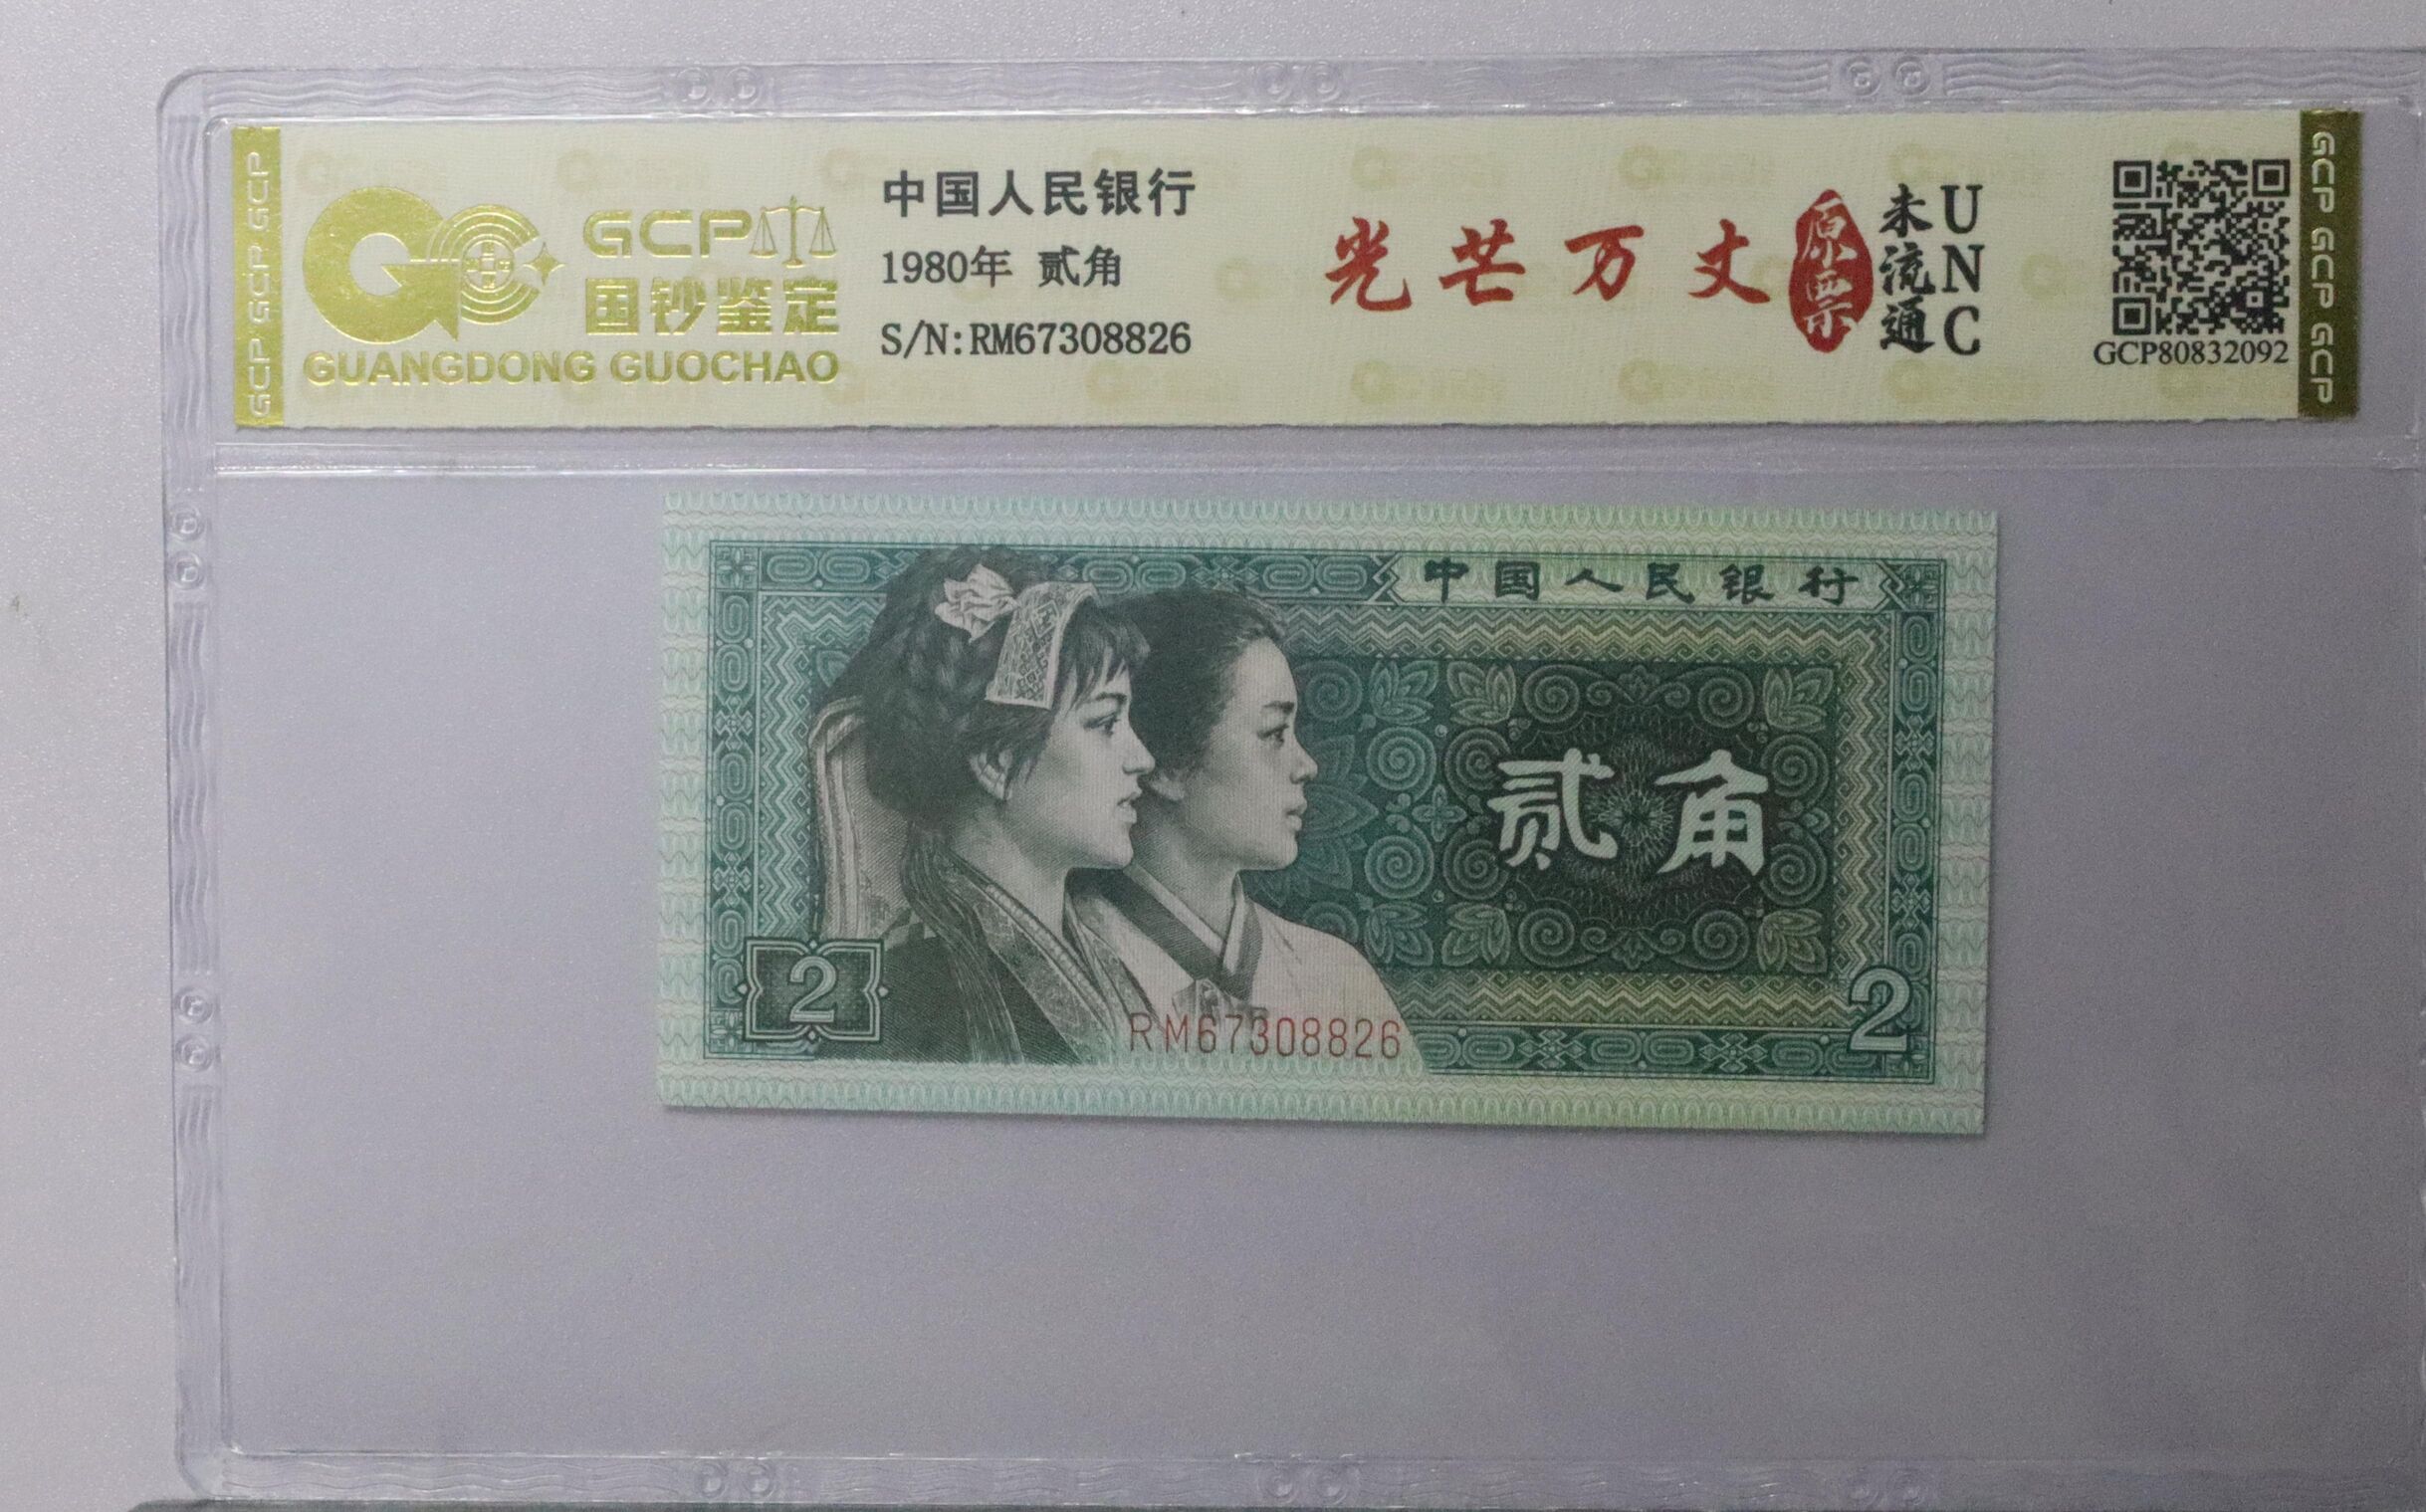 GCP GCP GCP
GCP
国钞鉴定
GUANGDONG GUOCHAO
中国人民银行
1980年 贰角
S/N:RM67308826
光芒万丈
原票
未流通
UNC
GCP80832092
GCP GCP GCP
中国人民银行
贰角
2
RM67308826
2